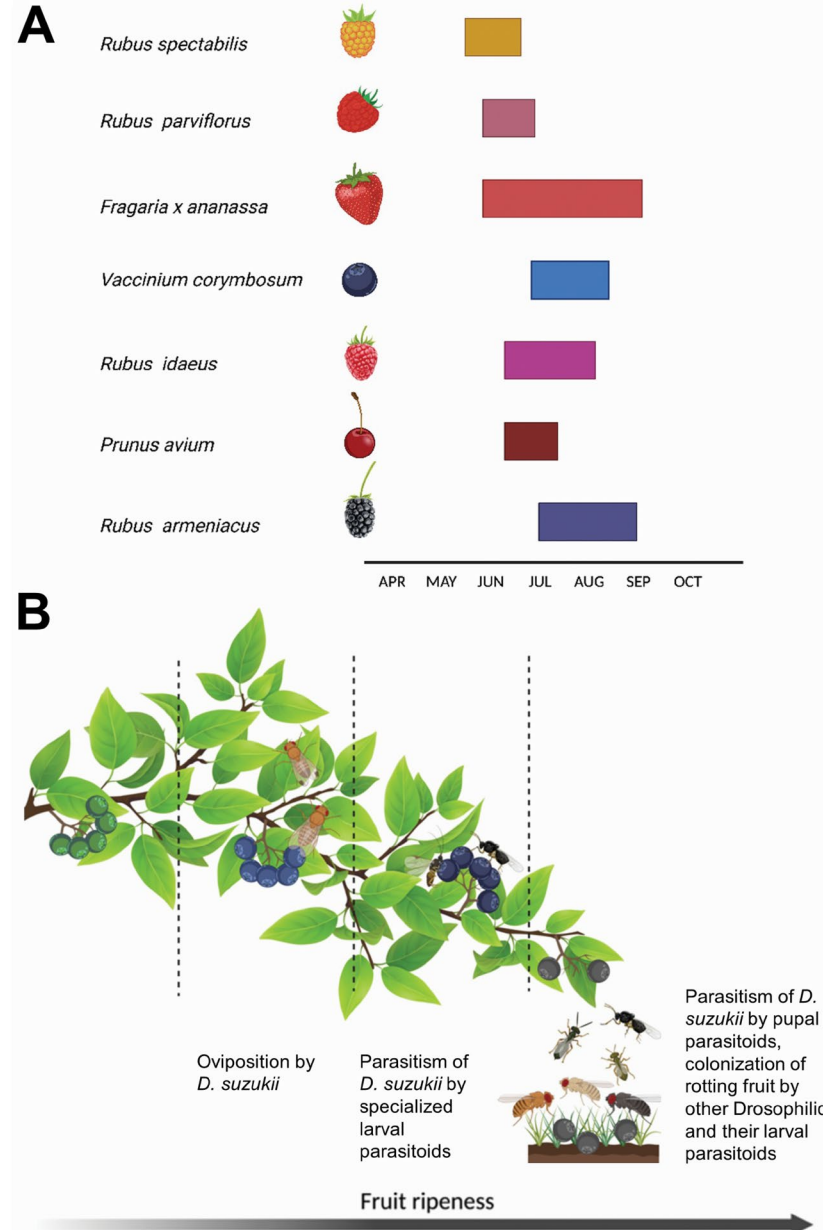 A
Rubus spectabilis
Rubus parviflorus
Fragaria x ananassa
Vaccinium corymbosum
Rubus idaeus
Prunus avium
Rubus armeniacus
APR MAY JUN JUL AUG SEP OCT
B
Oviposition by
D. suzukii
Parasitism of
D. suzukii by
specialized
larval
parasitoids
Parasitism of D.
suzukii by pupal
parasitoids,
colonization of
rotting fruit by
other Drosophilid
and their larval
parasitoids
Fruit ripeness